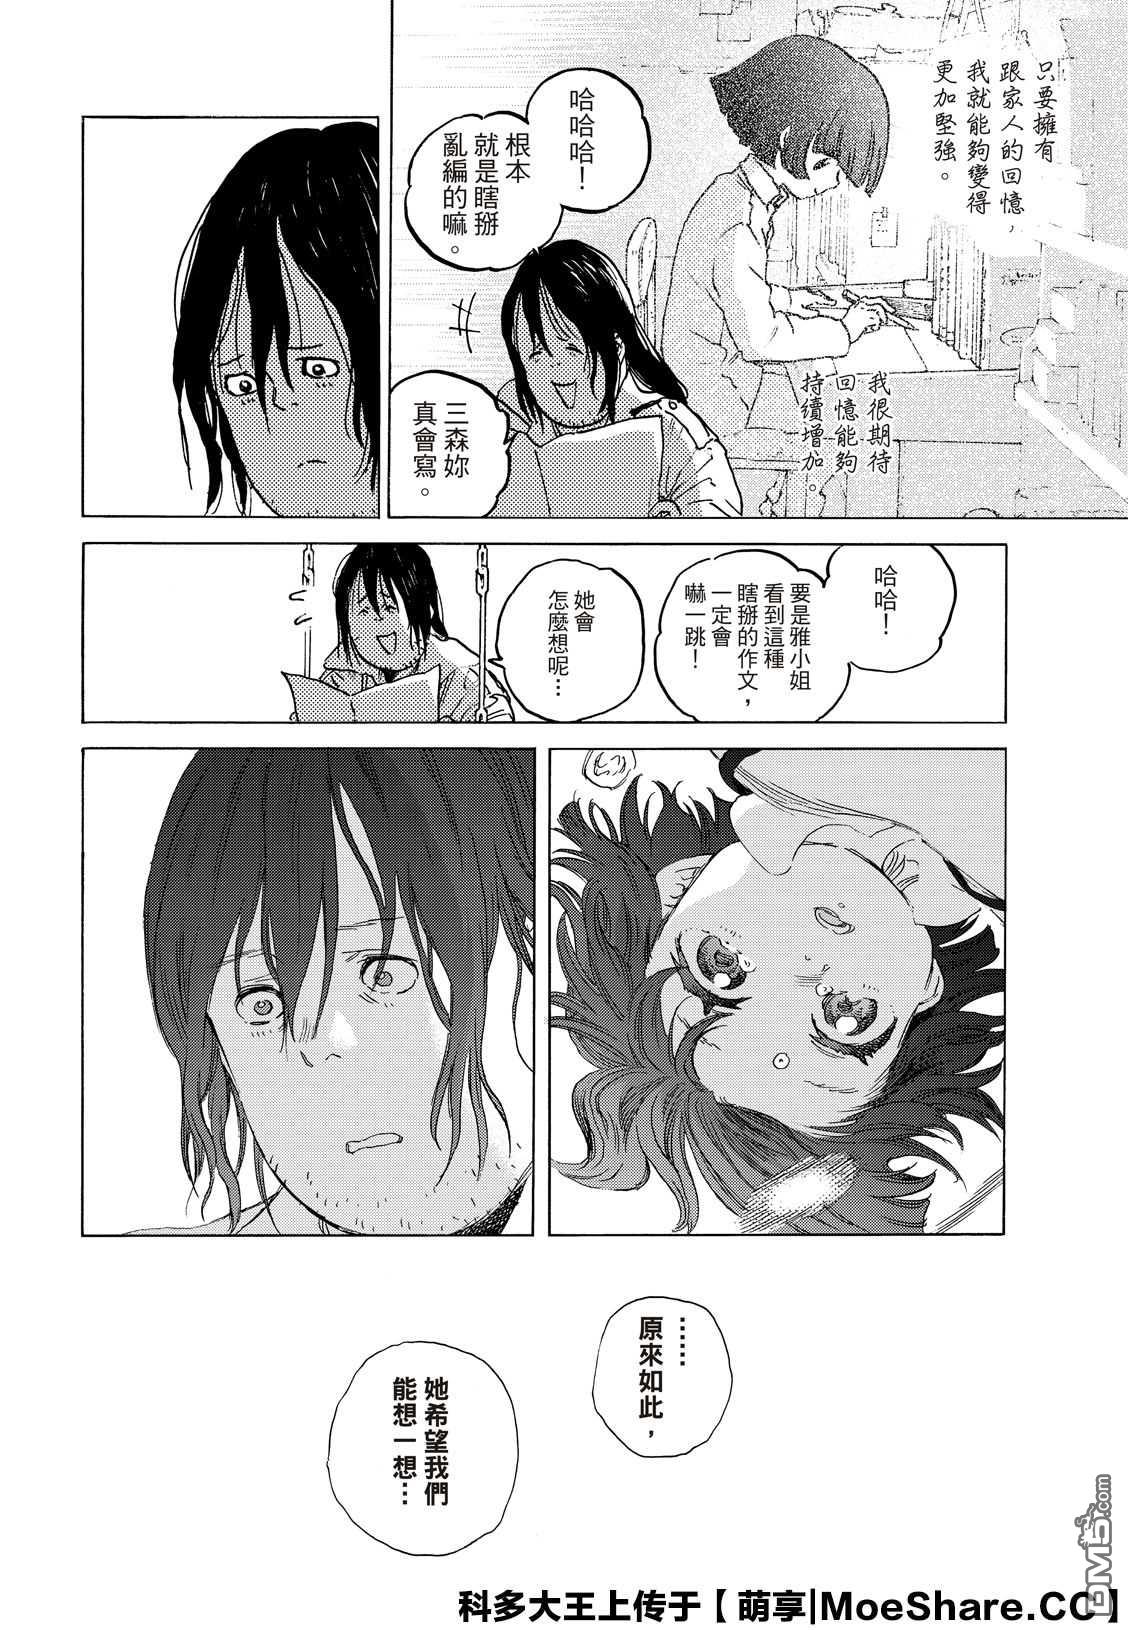 只要擁有
跟家人的回憶，
我就能夠變得
更加堅強。
我很期待
回憶能夠
持續增加。
哈哈哈！
根本
就是瞎掰
亂編的嘛。
三森妳
真會寫。
哈哈！
要是雅小姐
看到這種
瞎掰的作文，
一定會
嚇一跳！
她會
怎麼想呢…
……
原來如此，
她希望我們
能想一想…
科多大王上传于【萌享|MoeShare.CC】
DM5.com